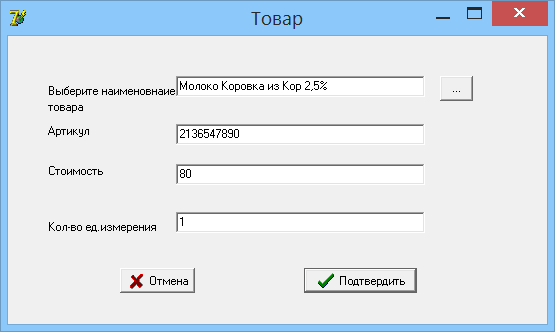 Товар
Выберите наименовнаие
товара
Молоко Коровка из Кор 2,5%
...
Артикул
2136547890
Стоимость
80
Кол-во ед.измерения
1
Отмена
Подтвердить